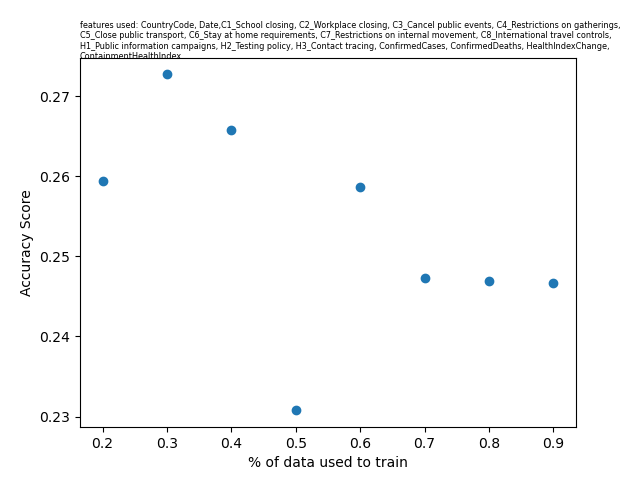 features used: CountryCode, Date,C1_School closing, C2_Workplace closing, C3_Cancel public events, C4_Restrictions on gatherings,
C5_Close public transport, C6_Stay at home requirements, C7_Restrictions on internal movement, C8_International travel controls,
H1_Public information campaigns, H2_Testing policy, H3_Contact tracing, ConfirmedCases, ConfirmedDeaths, HealthIndexChange,
ContainmentHealthIndex
0.27
0.26
0.25
0.24
0.23
Accuracy Score
0.2 0.3 0.4 0.5 0.6 0.7 0.8 0.9
% of data used to train